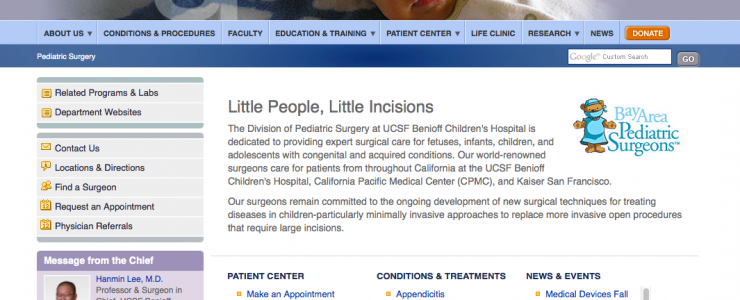 ABOUT US CONDITIONS & PROCEDURES FACULTY EDUCATION & TRAINING PATIENT CENTER LIFE CLINIC RESEARCH NEWS DONATE
Pediatric Surgery
Google Custom Search GO
Related Programs & Labs
Department Websites
Contact Us
Locations & Directions
Find a Surgeon
Request an Appointment
Physician Referrals
Message from the Chief
Hanmin Lee, M.D.
Professor & Surgeon in
Chief, UCSF Benioff
Little People, Little Incisions
The Division of Pediatric Surgery at UCSF Benioff Children's Hospital is
dedicated to providing expert surgical care for fetuses, infants, children, and
adolescents with congenital and acquired conditions. Our world-renowned
surgeons care for patients from throughout California at the UCSF Benioff
Children's Hospital, California Pacific Medical Center (CPMC), and Kaiser San Francisco.
Our surgeons remain committed to the ongoing development of new surgical techniques for treating
diseases in children-particularly minimally invasive approaches to replace more invasive open procedures
that require large incisions.
Bay Area
Pediatric
Surgeons™
PATIENT CENTER
Make an Appointment
CONDITIONS & TREATMENTS
Appendicitis
NEWS & EVENTS
Medical Devices Fall